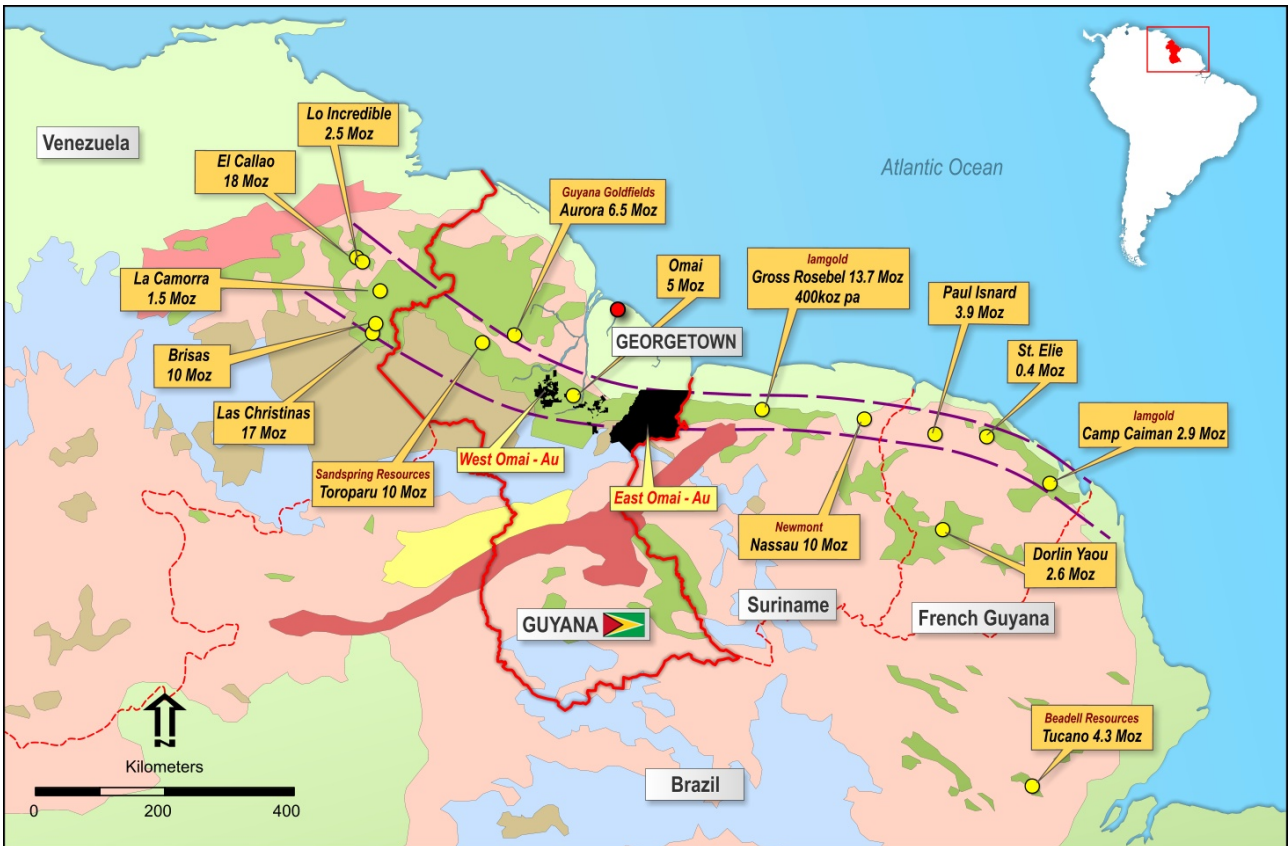 Lo Incredible
2.5 Moz
Venezuela
El Callao
18 Moz
Atlantic Ocean
Guyana Goldfields
Aurora 6.5 Moz
La Camorra
1.5 Moz
Omai
5 Moz
Iamgold
Gross Rosebel 13.7 Moz
400koz pa
Paul Isnard
3.9 Moz
GEORGETOWN
St. Elie
0.4 Moz
Brisas
10 Moz
Las Christinas
17 Moz
Iamgold
Camp Caiman 2.9 Moz
West Omai - Au
Sandspring Resources
Toroparu 10 Moz
East Omai - Au
Newmont
Nassau 10 Moz
Dorlin Yaou
2.6 Moz
Suriname
French Guyana
GUYANA
N
Kilometers
0 200 400
Beadell Resources
Tucano 4.3 Moz
Brazil